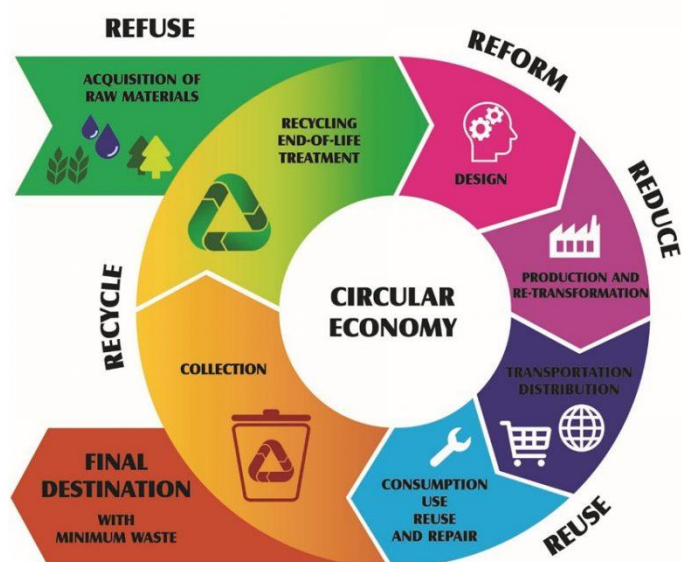 REFUSE
ACQUISITION OF
RAW MATERIALS
RECYCLING
END-OF-LIFE
TREATMENT
REFORM
DESIGN
REDUCE
PRODUCTION AND
RE-TRANSFORMATION
CIRCULAR
ECONOMY
TRANSPORTATION
DISTRIBUTION
REUSE
CONSUMPTION
USE
REUSE
AND REPAIR
RECYCLE
COLLECTION
FINAL
DESTINATION
WITH
MINIMUM WASTE